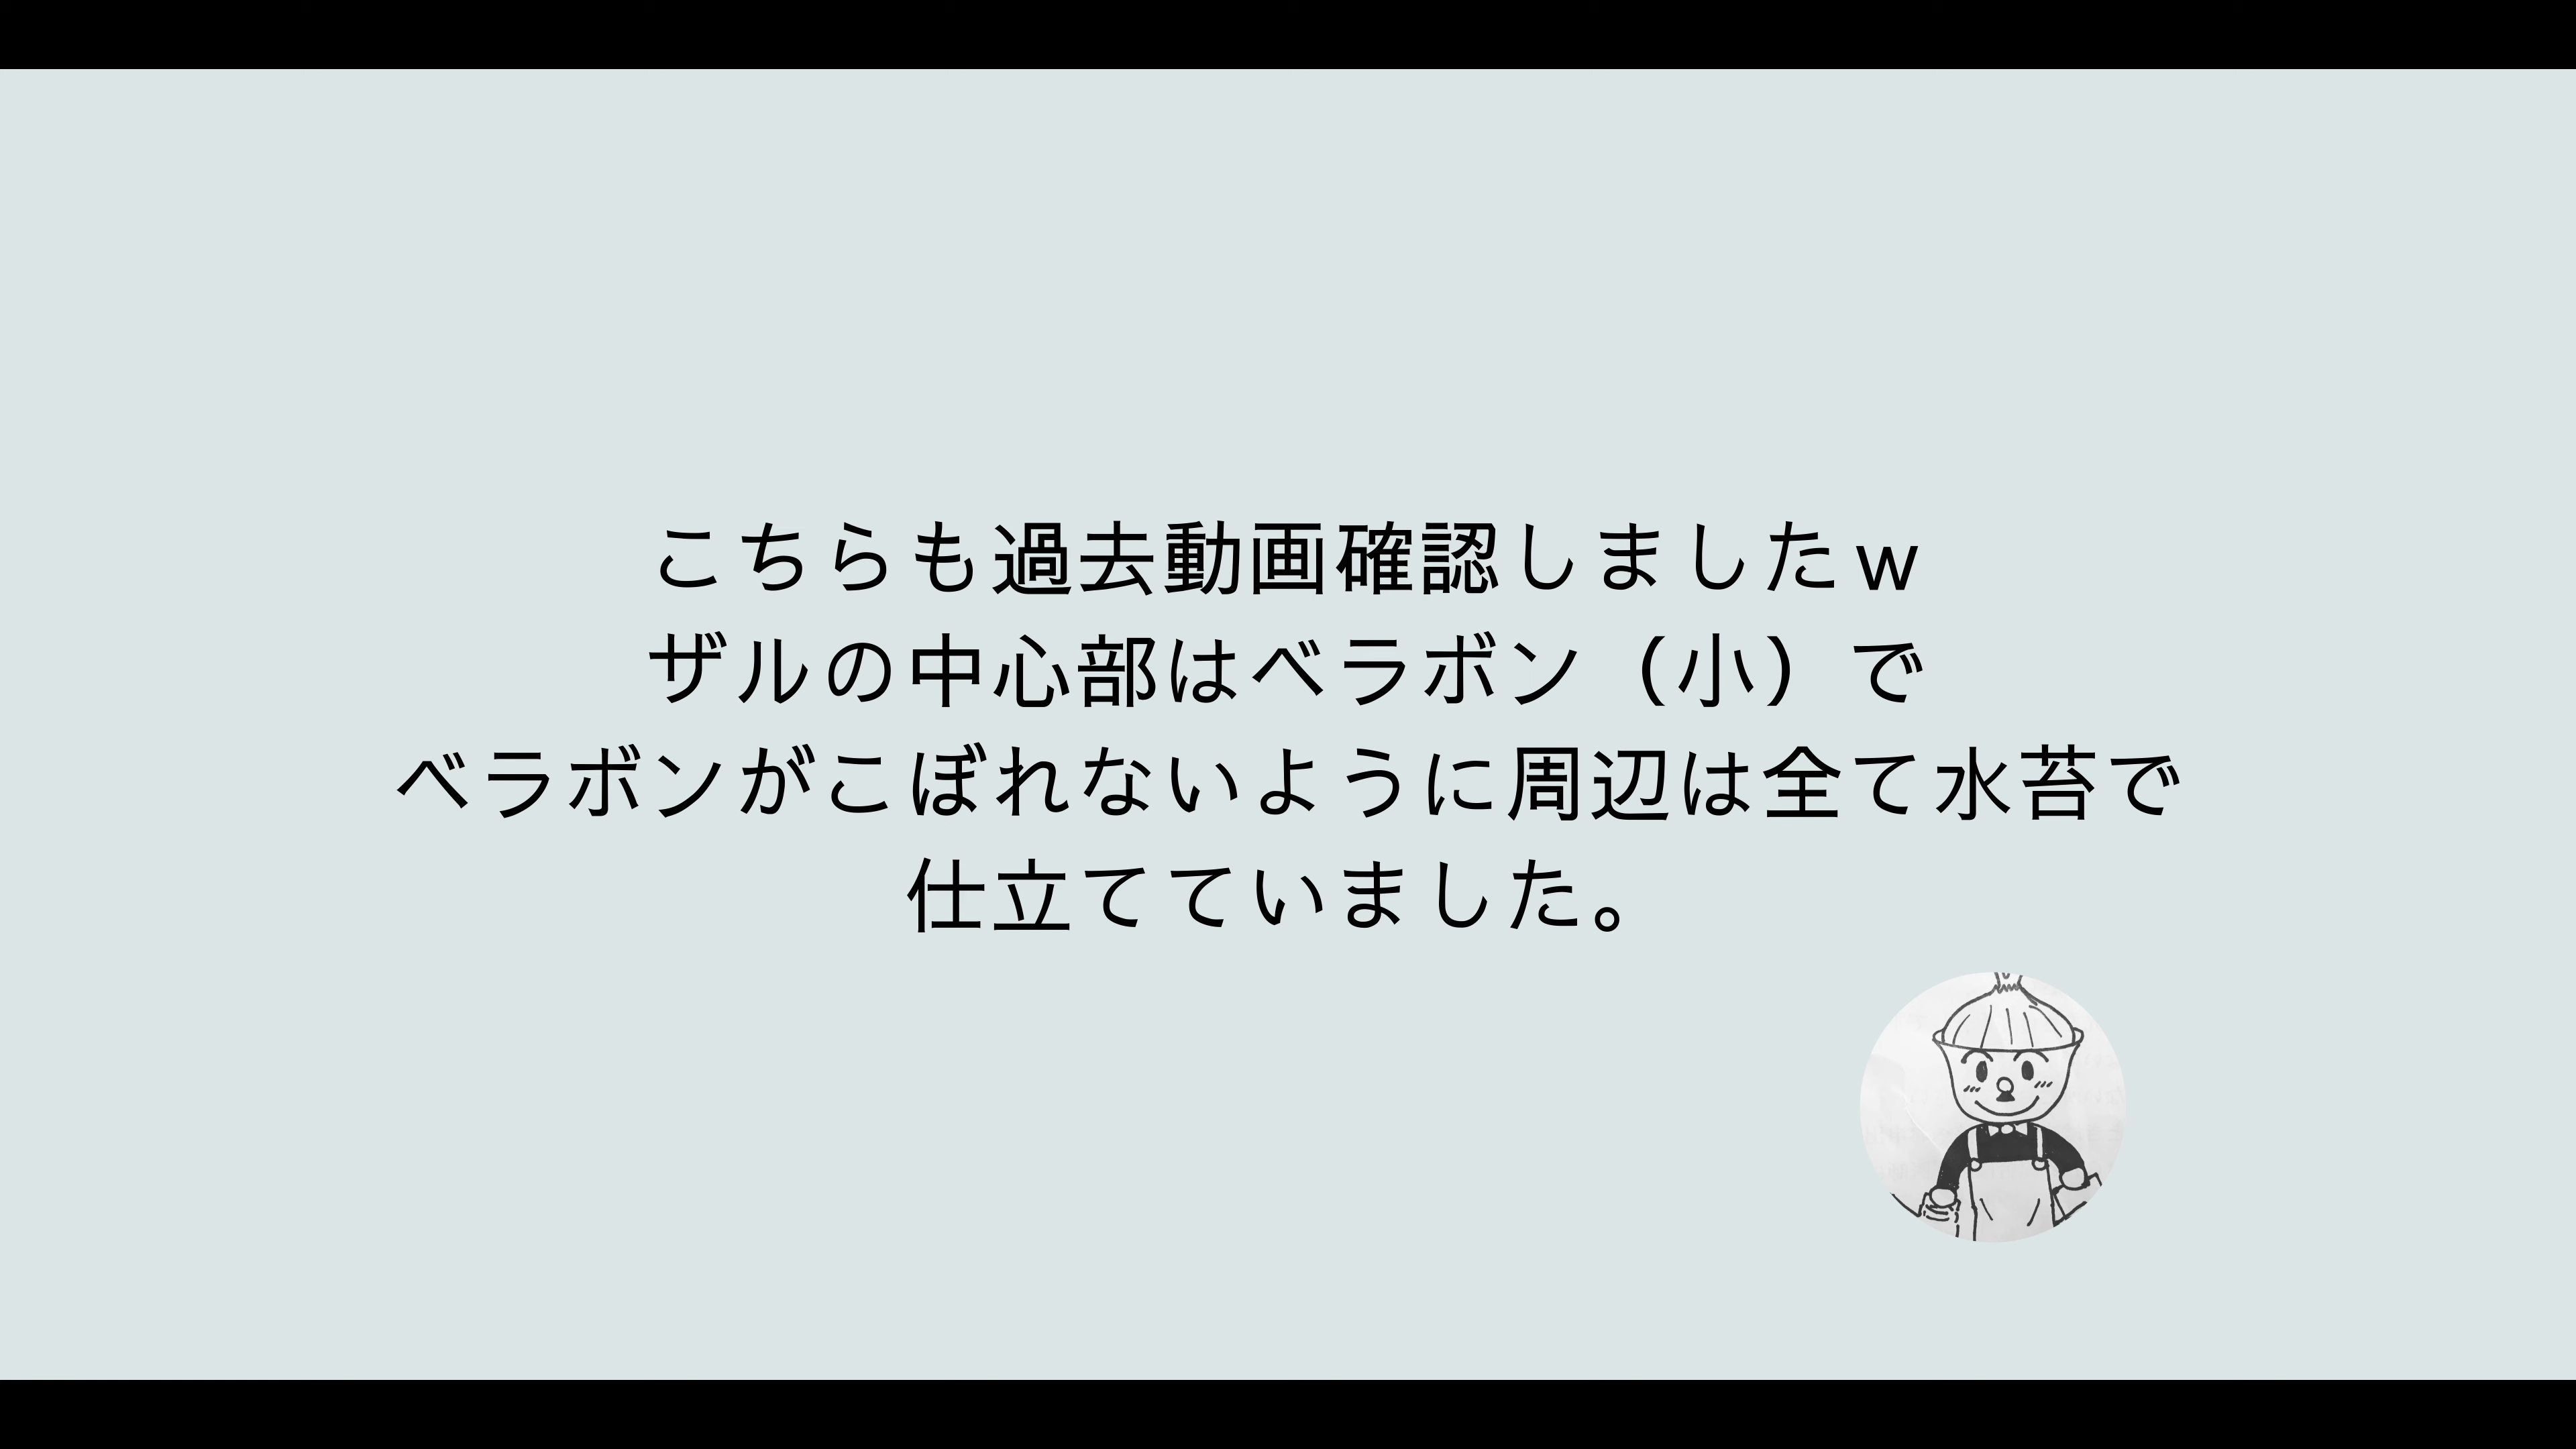 こちらも過去動画確認しましたｗ
ザルの中心部はベラボン（小）で
ベラボンがこぼれないように周辺は全て水苔で
仕立てていました。